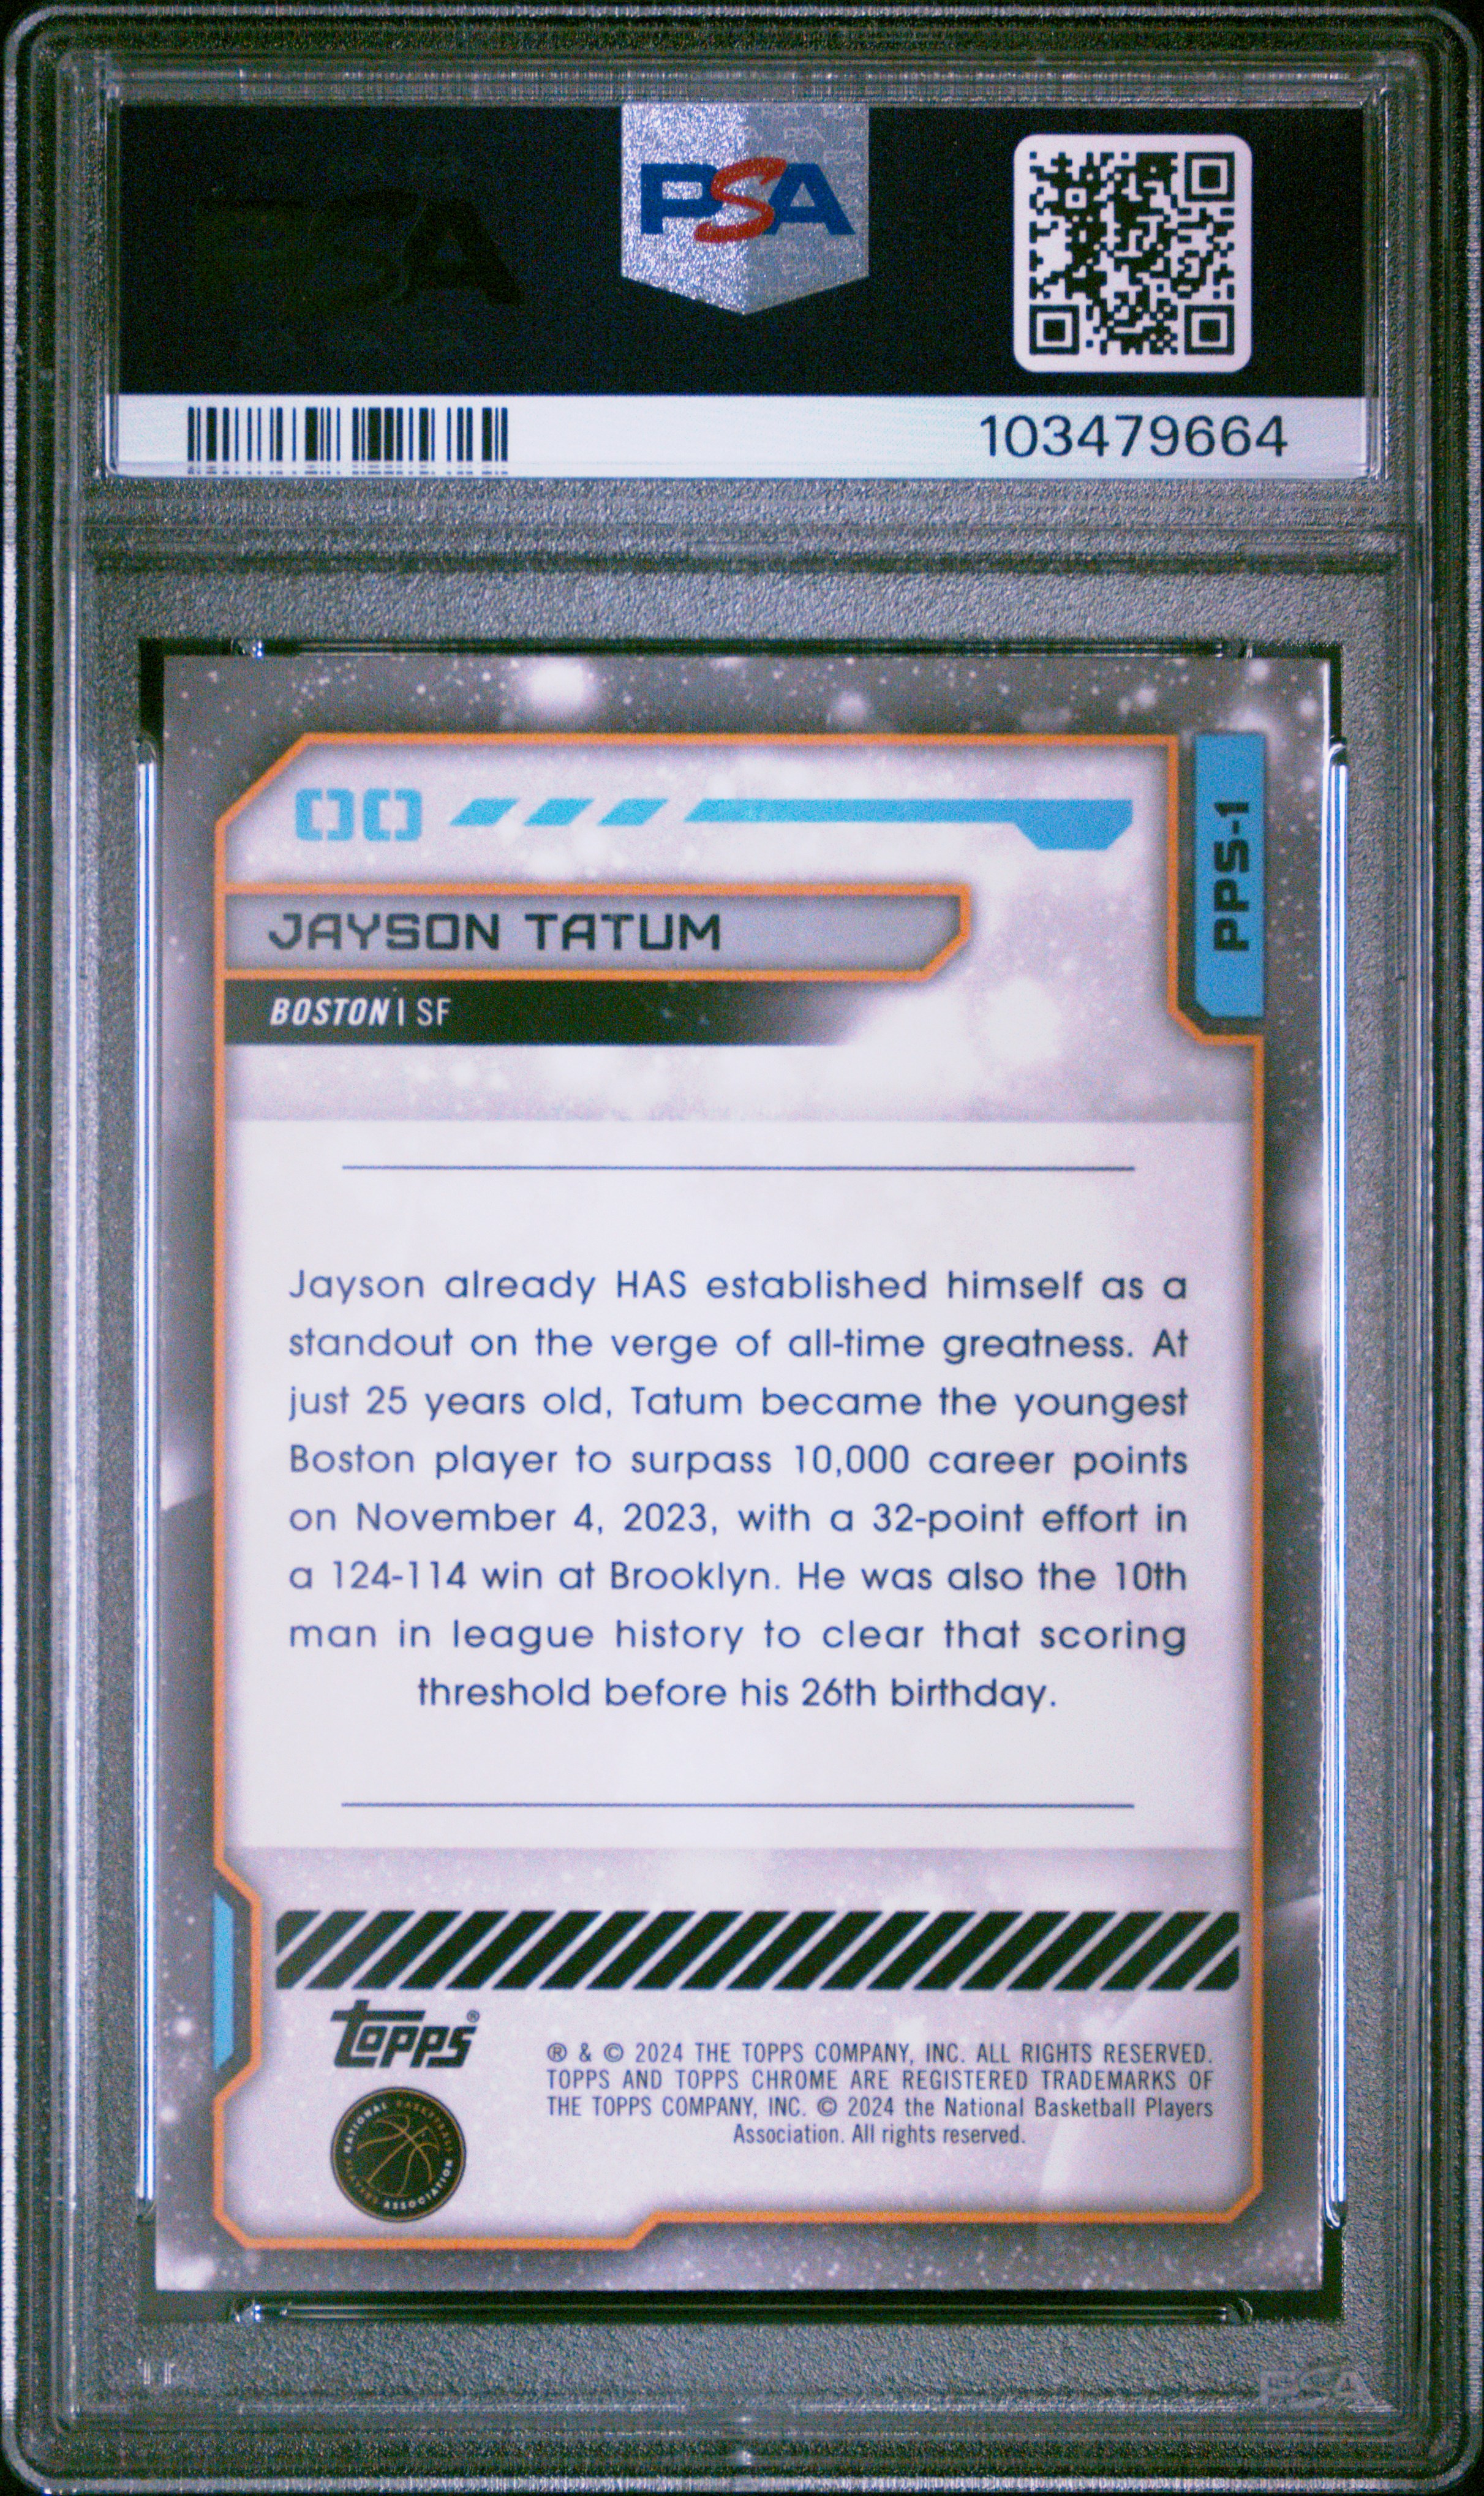 PSA
103479664
00
PPS-1
JAYSON TATUM
BOSTON | SF
Jayson already HAS established himself as a
standout on the verge of all-time greatness. At
just 25 years old, Tatum became the youngest
Boston player to surpass 10,000 career points
on November 4, 2023, with a 32-point effort in
a 124-114 win at Brooklyn. He was also the 10th
man in league history to clear that scoring
threshold before his 26th birthday.
Topps®
® & © 2024 THE TOPPS COMPANY, INC. ALL RIGHTS RESERVED.
TOPPS AND TOPPS CHROME ARE REGISTERED TRADEMARKS OF
THE TOPPS COMPANY, INC. © 2024 the National Basketball Players
Association. All rights reserved.
NATIONAL BASKETBALL
PLAYERS ASSOCIATION
PSA